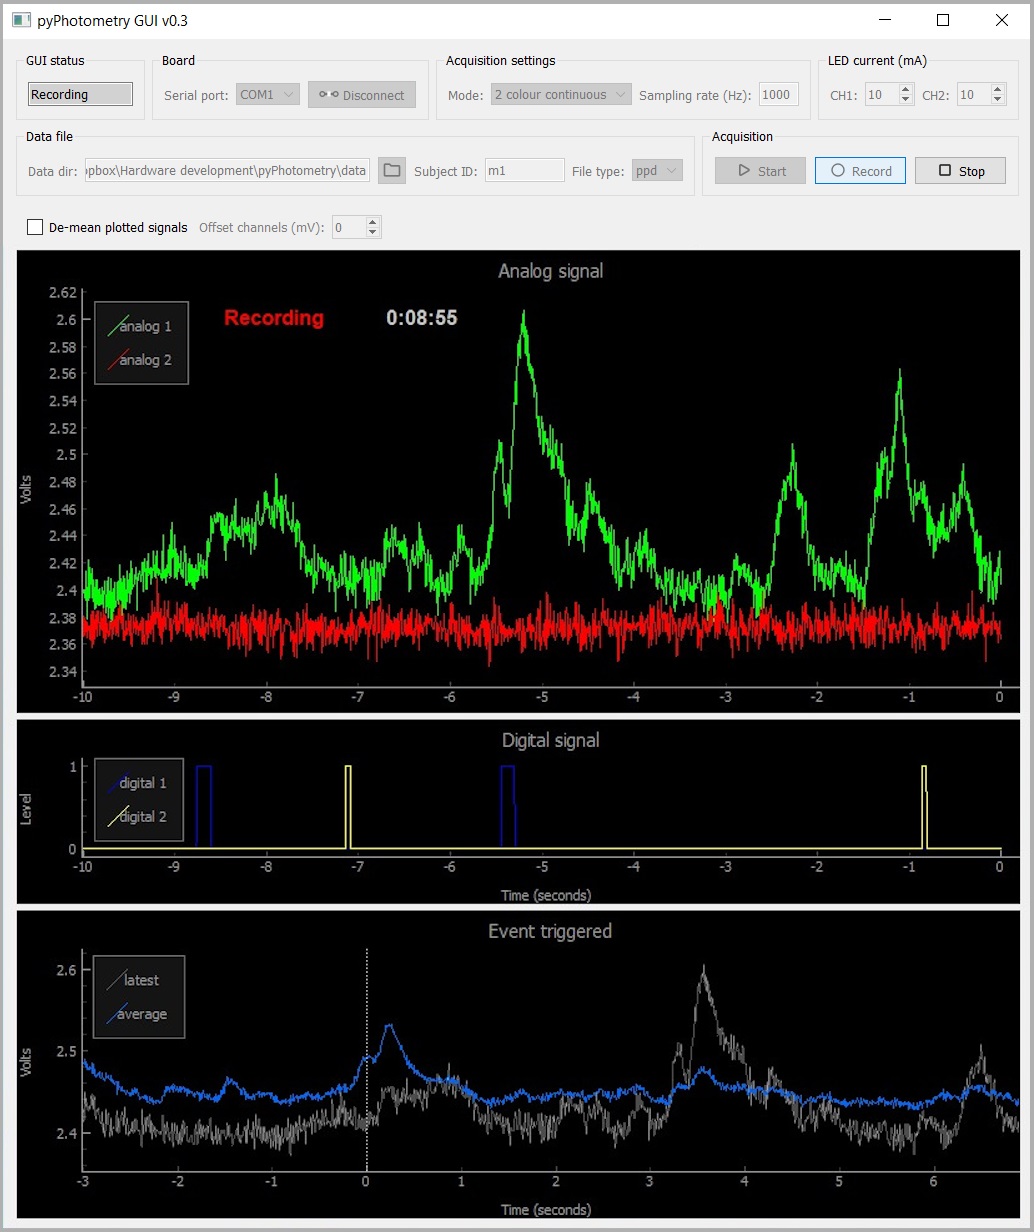 pyPhotometry GUI v0.3
GUI status
Recording
Board
Serial port: COM1 Disconnect
Acquisition settings
Mode: 2 colour continuous Sampling rate (Hz): 1000
LED current (mA)
CH1: 10 CH2: 10
Data file
Data dir: pbox\Hardware development\pyPhotometry\data Subject ID: m1 File type: ppd
Acquisition
Start Record Stop
De-mean plotted signals Offset channels (mV): 0
Analog signal
Recording 0:08:55
analog 1
analog 2
Volts
2.62
2.6
2.58
2.56
2.54
2.52
2.5
2.48
2.46
2.44
2.42
2.4
2.38
2.36
2.34
-10 -9 -8 -7 -6 -5 -4 -3 -2 -1 0
Digital signal
digital 1
digital 2
Level
1
0
-10 -9 -8 -7 -6 -5 -4 -3 -2 -1 0
Time (seconds)
Event triggered
latest
average
Volts
2.6
2.5
2.4
-3 -2 -1 0 1 2 3 4 5 6
Time (seconds)